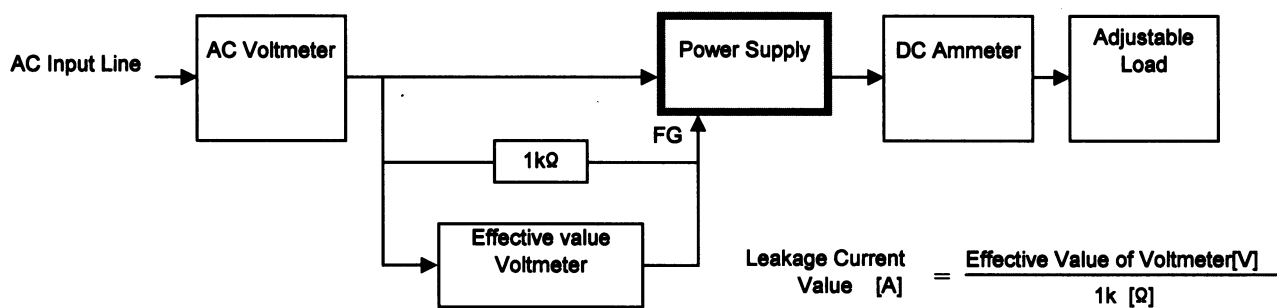 AC Input Line
AC Voltmeter
Power Supply
DC Ammeter
Adjustable
Load
FG
1kΩ
Effective value
Voltmeter
Leakage Current
Value [A]
=
Effective Value of Voltmeter[V]
1k [Ω]